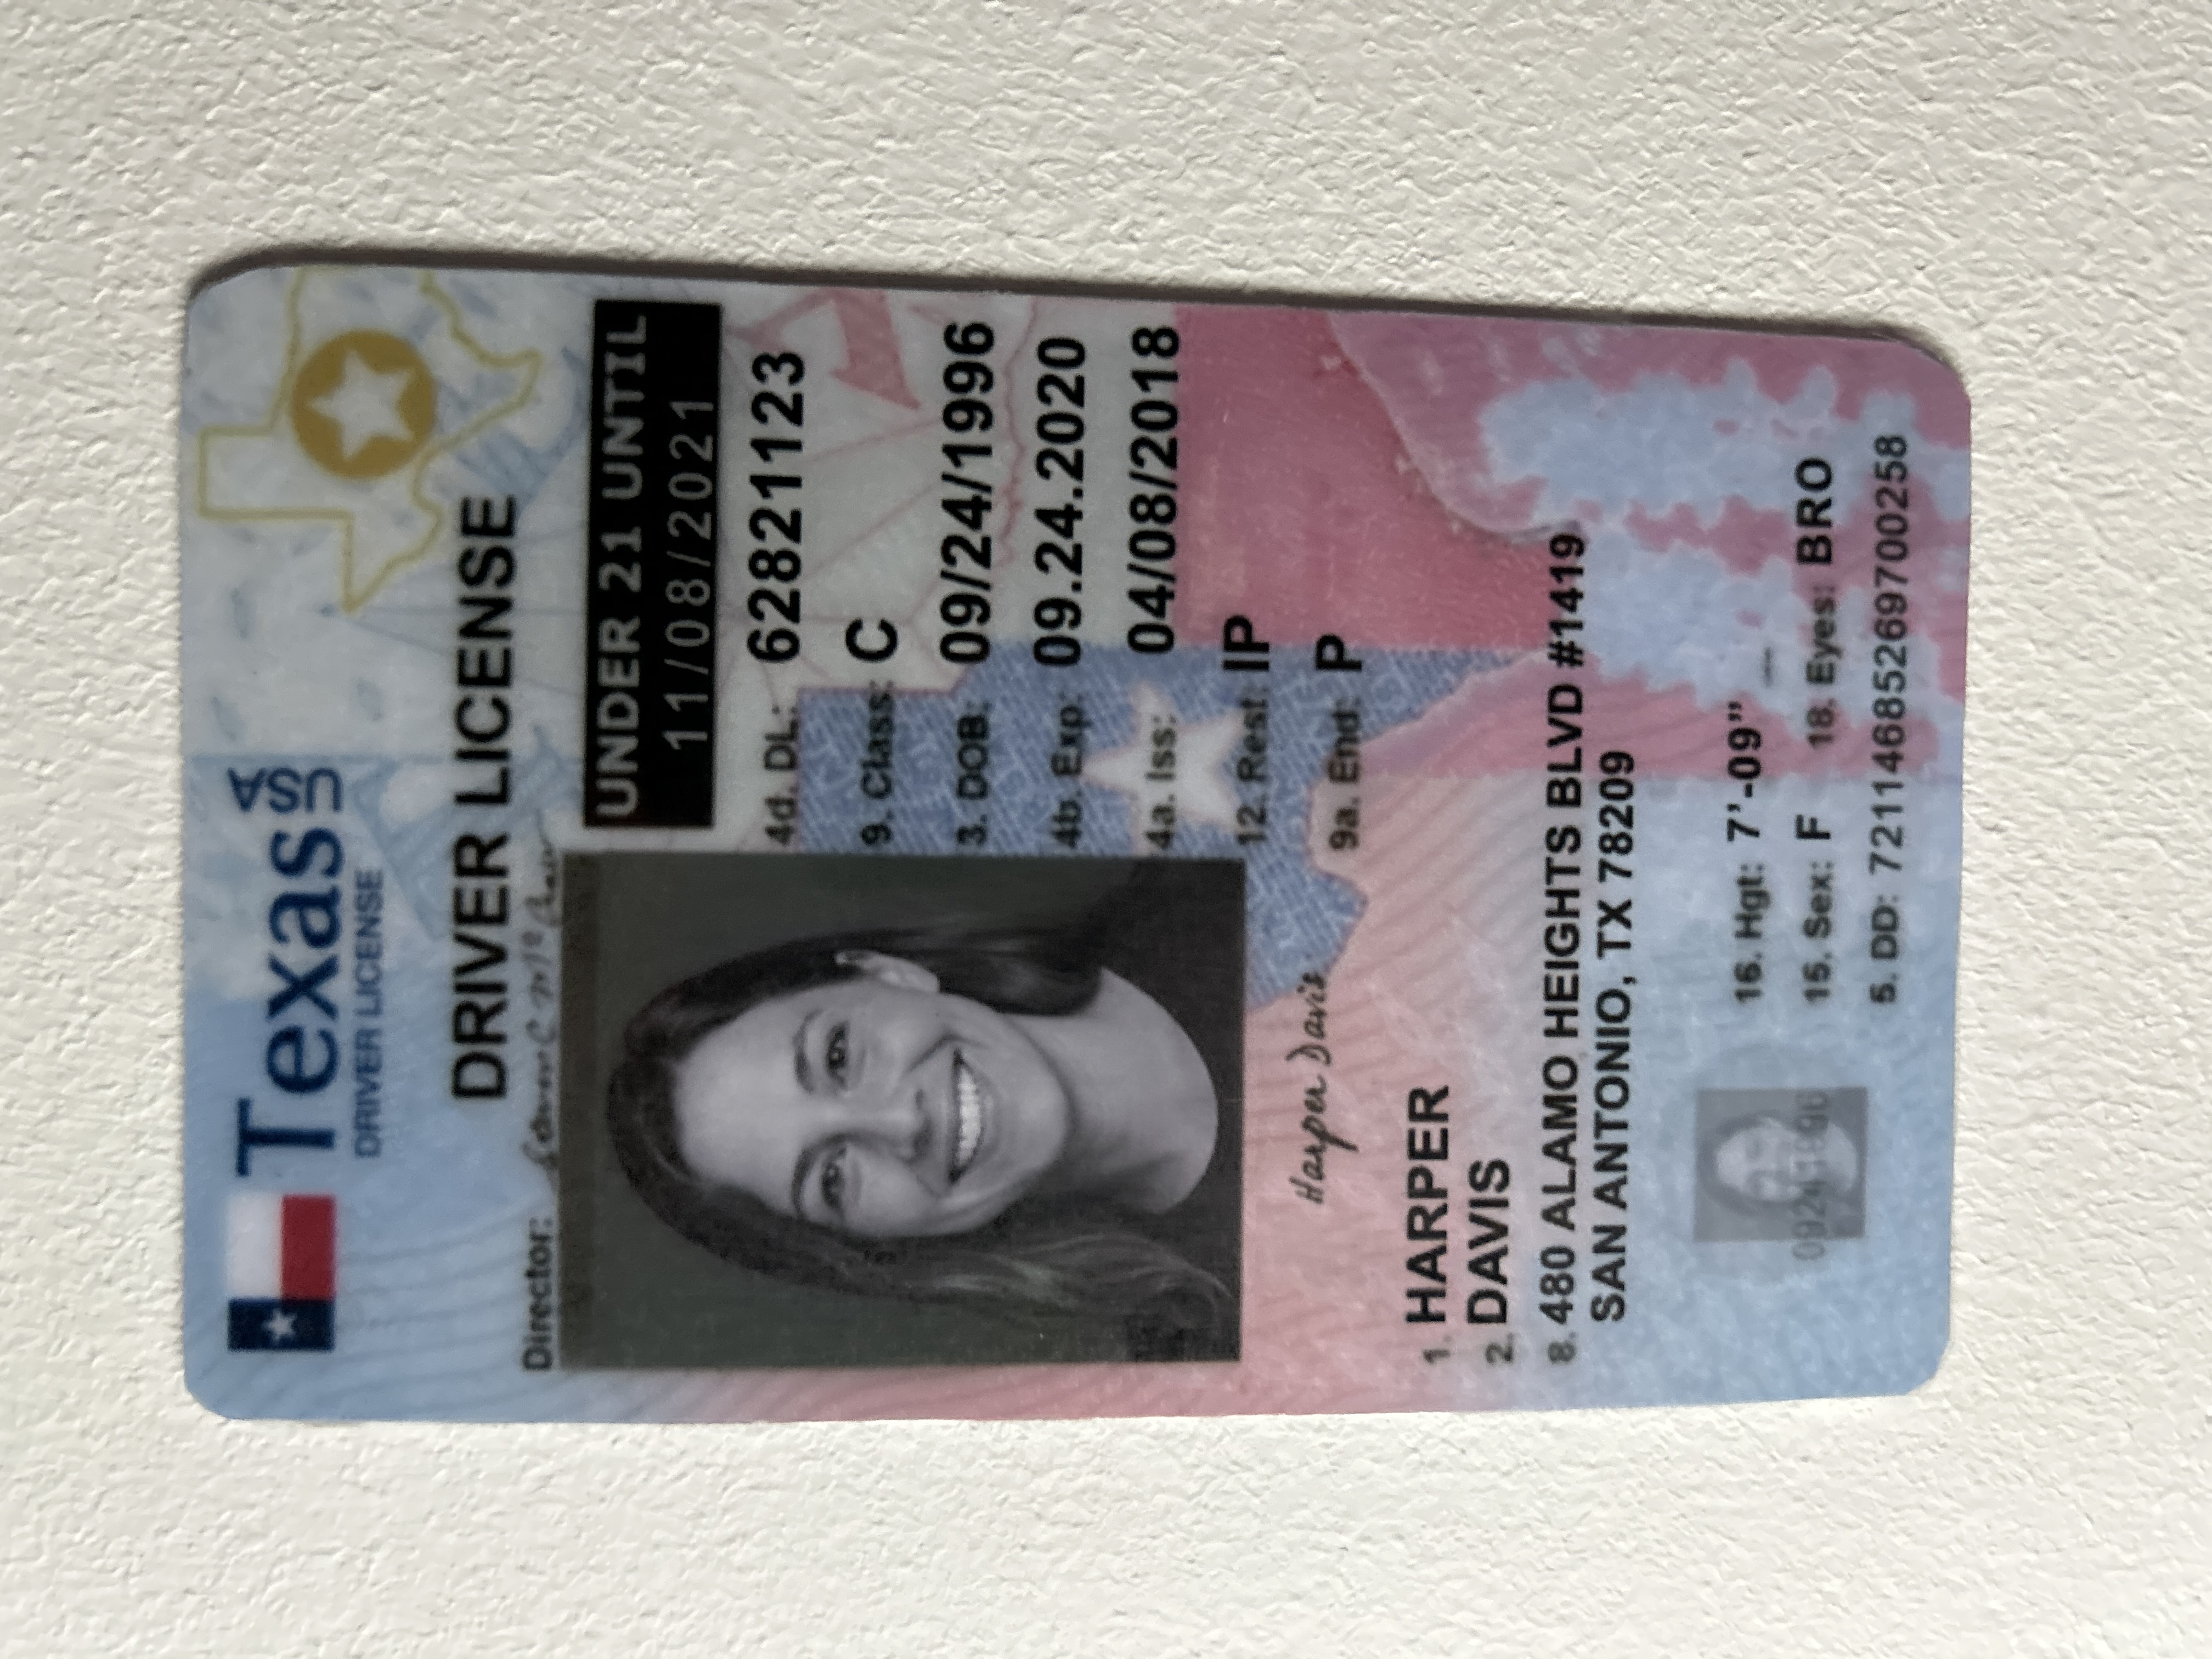 Texas USA
DRIVER LICENSE
DRIVER LICENSE
Director:
UNDER 21 UNTIL
11/08/2021
4d. DL: 62821123
9. Class: C
3. DOB: 09/24/1996
4b. Exp: 09.24.2020
4a. Iss: 04/08/2018
12. Rest: IP
9a. End: P
Harper Davis
1. HARPER
2. DAVIS
8. 480 ALAMO HEIGHTS BLVD #1419
SAN ANTONIO, TX 78209
09241996
16. Hgt: 7'-09”
15. Sex: F 18. Eyes: BRO
5. DD: 72114685269700258